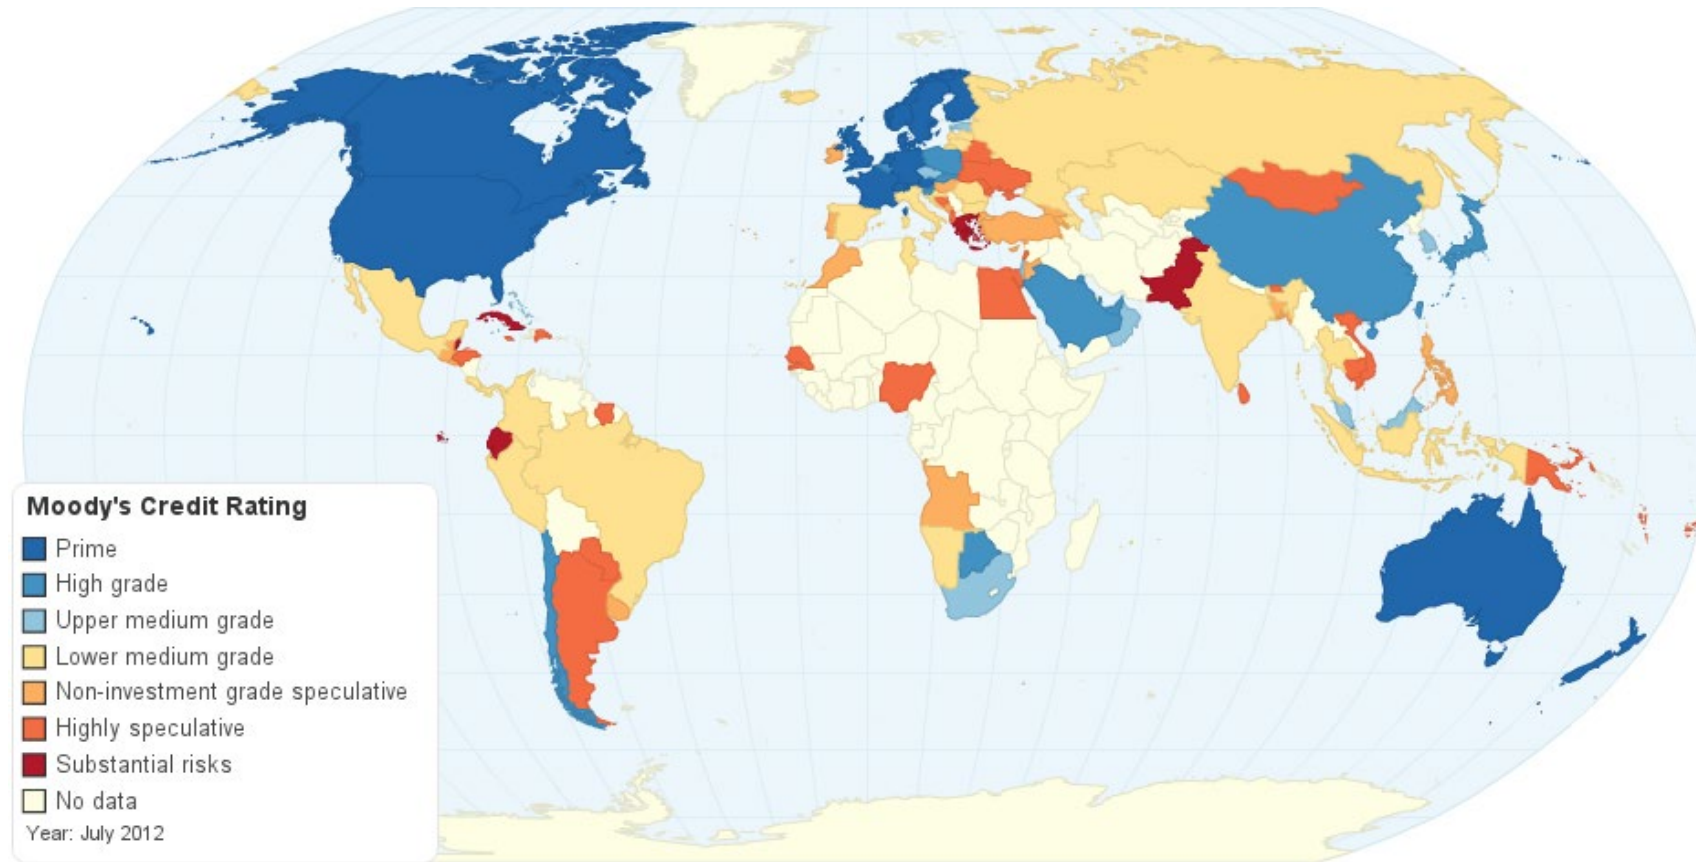 Moody's Credit Rating
Prime
High grade
Upper medium grade
Lower medium grade
Non-investment grade speculative
Highly speculative
Substantial risks
No data
Year: July 2012